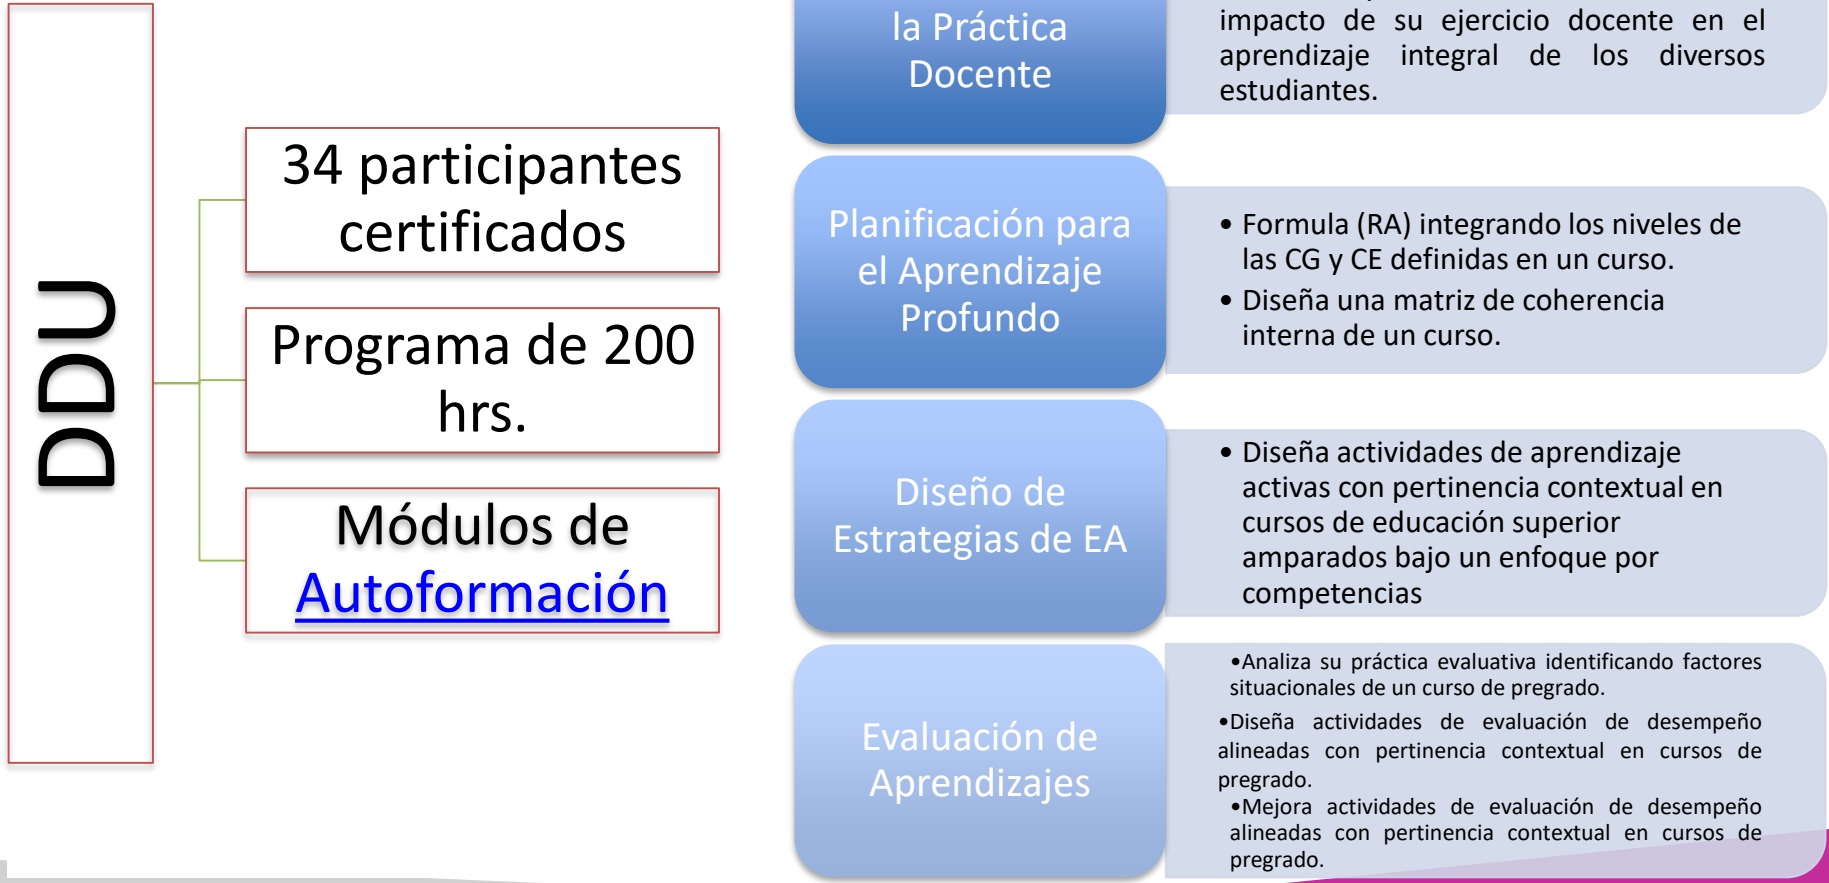 DDU
34 participantes
certificados
Programa de 200
hrs.
Módulos de
Autoformación
la Práctica
Docente
impacto de su ejercicio docente en el
aprendizaje integral de los diversos
estudiantes.
Planificación para
el Aprendizaje
Profundo
• Formula (RA) integrando los niveles de
las CG y CE definidas en un curso.
• Diseña una matriz de coherencia
interna de un curso.
Diseño de
Estrategias de EA
• Diseña actividades de aprendizaje
activas con pertinencia contextual en
cursos de educación superior
amparados bajo un enfoque por
competencias
Evaluación de
Aprendizajes
•Analiza su práctica evaluativa identificando factores
situacionales de un curso de pregrado.
•Diseña actividades de evaluación de desempeño
alineadas con pertinencia contextual en cursos de
pregrado.
•Mejora actividades de evaluación de desempeño
alineadas con pertinencia contextual en cursos de
pregrado.